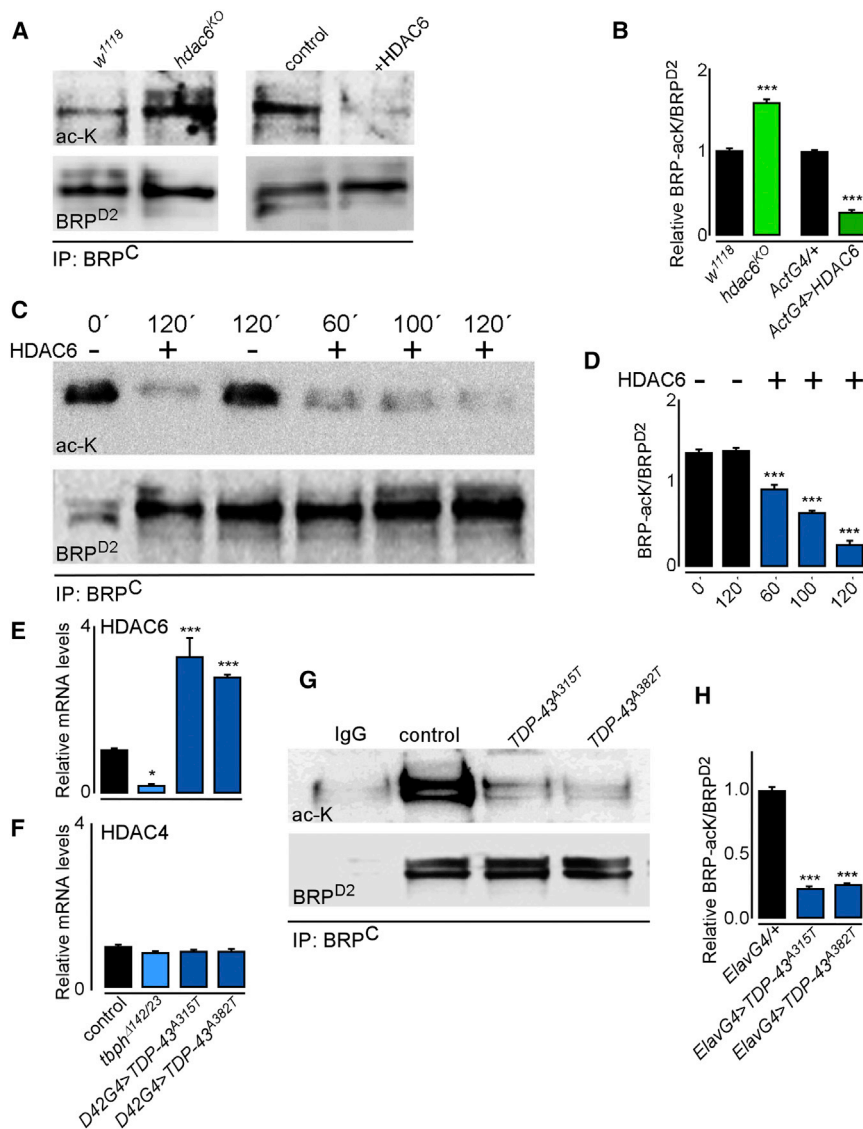 A
w1118
hdac6KO
control
+HDAC6
ac-K
BRPD2
IP: BRPC
B
Relative BRP-acK/BRPD2
2
1
0
***
***
w1118
hdac6KO
ActG4/+
ActG4>HDAC6
C
0´ 120´ 120´ 60´ 100´ 120´
HDAC6 - + - + + +
ac-K
BRPD2
IP: BRPC
D
HDAC6 - - + + +
BRP-acK/BRPD2
2
1
0
***
***
***
0´
120´
60´
100´
120´
E
HDAC6
Relative mRNA levels
4
0
*
***
***
F
HDAC4
Relative mRNA levels
4
0
control
tbphΔ142/23
D42G4>TDP-43A315T
D42G4>TDP-43A382T
G
IgG
control
TDP-43A315T
TDP-43A382T
ac-K
BRPD2
IP: BRPC
H
Relative BRP-acK/BRPD2
1.0
0.5
0.0
***
***
ElavG4/+
ElavG4>TDP-43A315T
ElavG4>TDP-43A382T